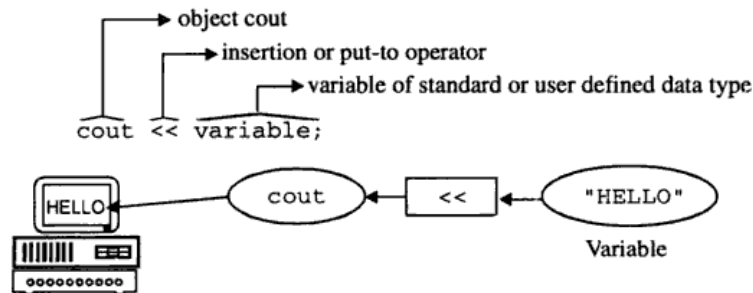 object cout
insertion or put-to operator
variable of standard or user defined data type
cout << variable;
HELLO cout << "HELLO"
Variable